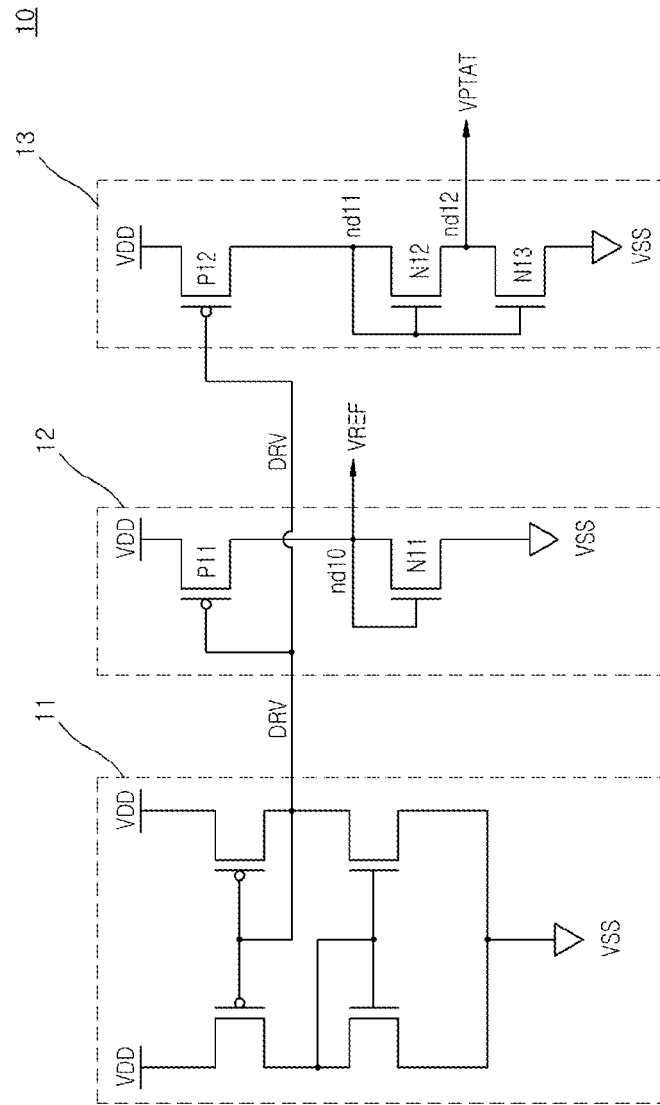 10
11
12
13
VDD
VDD
VDD
VDD
P11
P12
DRV
DRV
nd10
VREF
nd11
N11
N12
nd12
VPTAT
N13
VSS
VSS
VSS